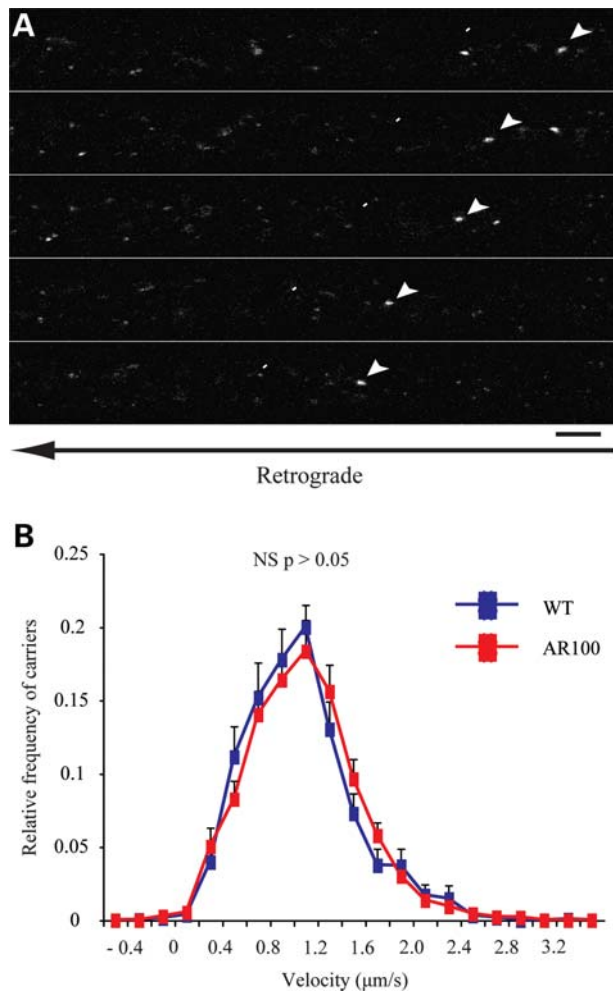 A
Retrograde
B
NS p > 0.05
WT
AR100
Relative frequency of carriers
0.25
0.2
0.15
0.1
0.05
0
- 0.4 0 0.4 0.8 1.2 1.6 2.0 2.4 2.8 3.2
Velocity (μm/s)